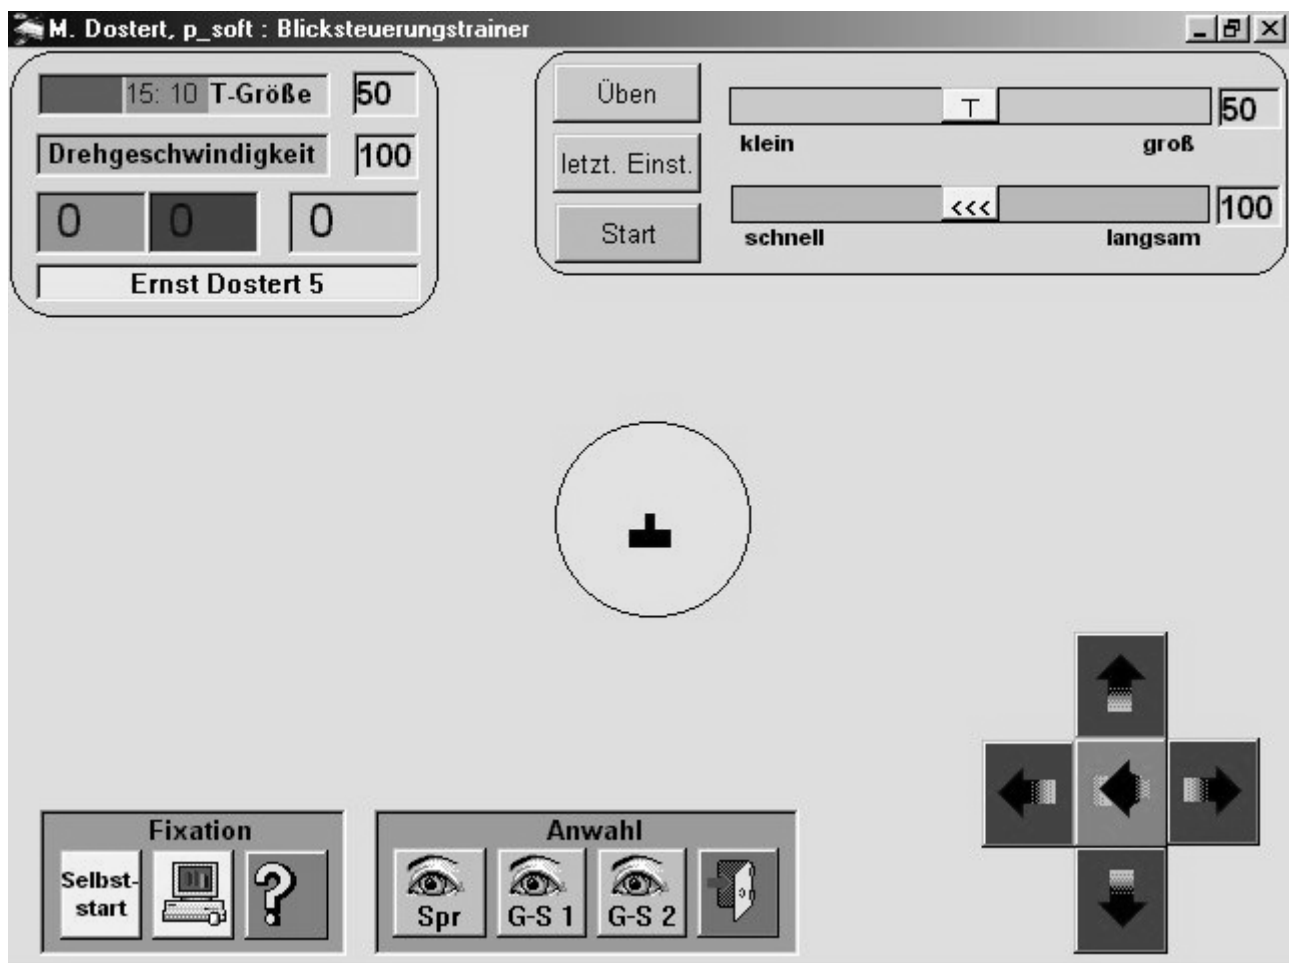 M. Dostert, p_soft : Blicksteuerungstrainer
15: 10 T-Größe 50
Drehgeschwindigkeit 100
0 0 0
Ernst Dostert 5
Üben
letzt. Einst.
Start
T 50
klein groß
<<< 100
schnell langsam
Fixation
Selbst-
start
?
Anwahl
Spr G-S 1 G-S 2